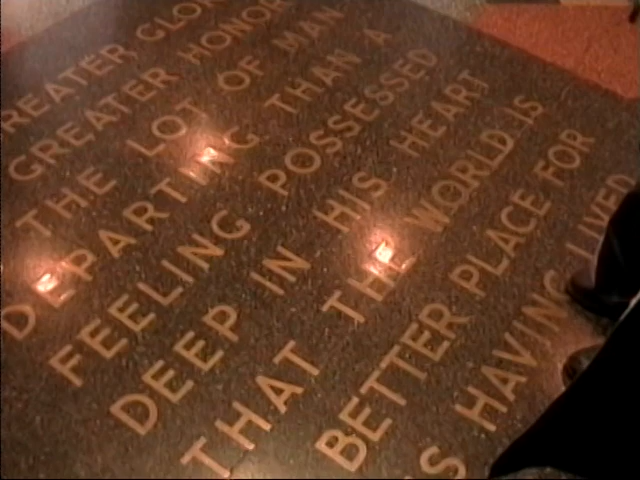 REATER GLOR
GREATER HONOR
THE LOT OF MAN
DEPARTING THAN A
FEELING POSSESSED
DEEP IN HIS HEART
THAT THE WORLD IS
BETTER PLACE FOR
S HAVING LIVED